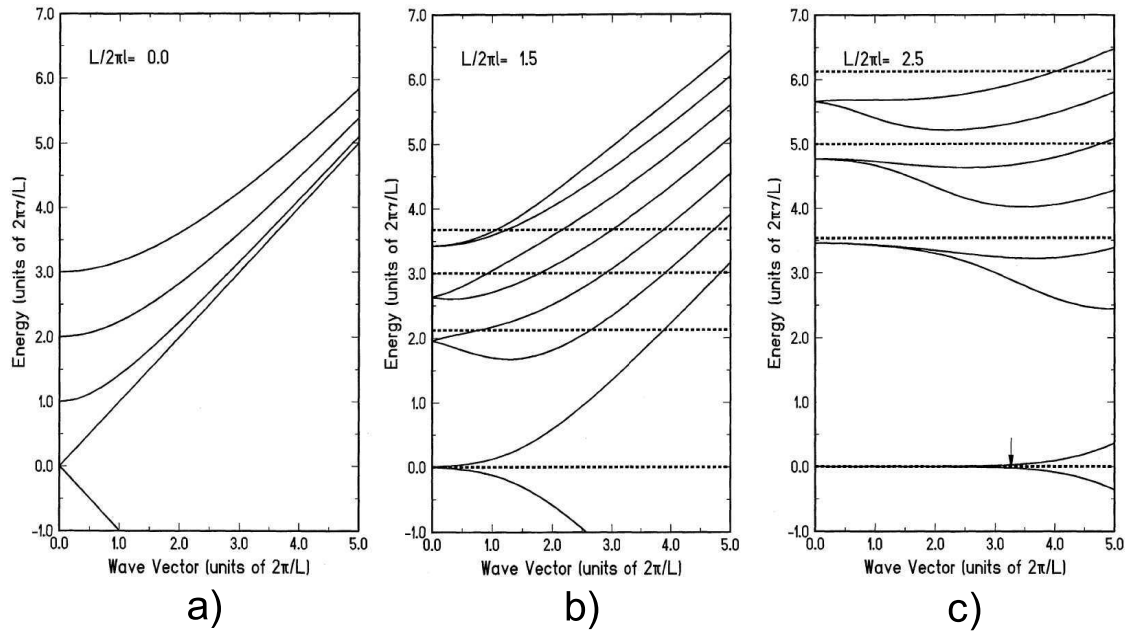 7.0
6.0
5.0
4.0
3.0
2.0
1.0
0.0
-1.0
L/2πl= 0.0
Energy (units of 2πγ/L)
0.0 1.0 2.0 3.0 4.0 5.0
Wave Vector (units of 2π/L)
a)
7.0
6.0
5.0
4.0
3.0
2.0
1.0
0.0
-1.0
L/2πl= 1.5
Energy (units of 2πγ/L)
0.0 1.0 2.0 3.0 4.0 5.0
Wave Vector (units of 2π/L)
b)
7.0
6.0
5.0
4.0
3.0
2.0
1.0
0.0
-1.0
L/2πl= 2.5
Energy (units of 2πγ/L)
0.0 1.0 2.0 3.0 4.0 5.0
Wave Vector (units of 2π/L)
c)